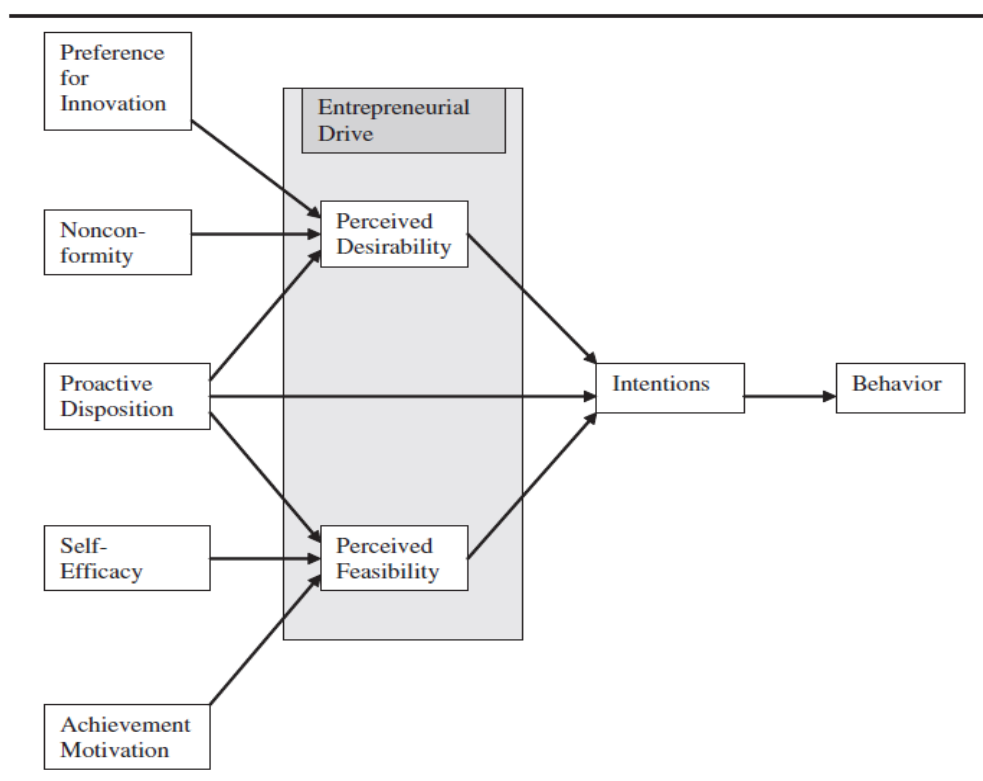 Preference
for
Innovation
Entrepreneurial
Drive
Noncon-
formity
Perceived
Desirability
Proactive
Disposition
Intentions
Behavior
Self-
Efficacy
Perceived
Feasibility
Achievement
Motivation